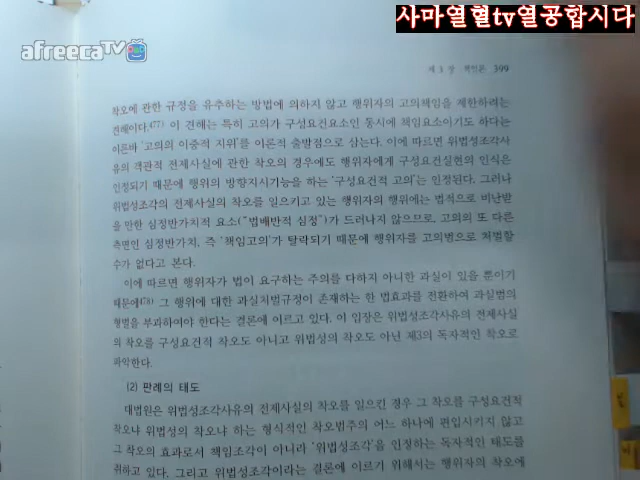 사마열혈tv열공합시다
afreecaTV
제 3 장 책임론 399
착오에 관한 규정을 유추하는 방법에 의하지 않고 행위자의 고의책임을 제한하려는
견해이다.477) 이 견해는 특히 고의가 구성요건요소인 동시에 책임요소이기도 하다는
이른바 '고의의 이중적 지위'를 이론적 출발점으로 삼는다. 이에 따르면 위법성조각사
유의 객관적 전제사실에 관한 착오의 경우에도 행위자에게 구성요건실현의 인식은
인정되기 때문에 행위의 방향지시기능을 하는 '구성요건적 고의'는 인정된다. 그러나
위법성조각의 전제사실의 착오를 일으키고 있는 행위자의 행위에는 법적으로 비난받
을 만한 심정반가치적 요소("법배반적 심정")가 드러나지 않으므로, 고의의 또 다른
측면인 심정반가치, 즉 '책임고의'가 탈락되기 때문에 행위자를 고의범으로 처벌할
수가 없다고 본다.
이에 따르면 행위자가 법이 요구하는 주의를 다하지 아니한 과실이 있을 뿐이기
때문에478) 그 행위에 대한 과실처벌규정이 존재하는 한 법효과를 전환하여 과실범의
형벌을 부과하여야 한다는 결론에 이르고 있다. 이 입장은 위법성조각사유의 전제사실
의 착오를 구성요건적 착오도 아니고 위법성의 착오도 아닌 제3의 독자적인 착오로
파악한다.
(2) 판례의 태도
대법원은 위법성조각사유의 전제사실의 착오를 일으킨 경우 그 착오를 구성요건적
착오냐 위법성의 착오냐 하는 형식적인 착오범주의 어느 하나에 편입시키지 않고
그 착오의 효과로서 책임조각이 아니라 '위법성조각'을 인정하는 독자적인 태도를
취하고 있다. 그리고 위법성조각이라는 결론에 이르기 위해서는 행위자의 착오에